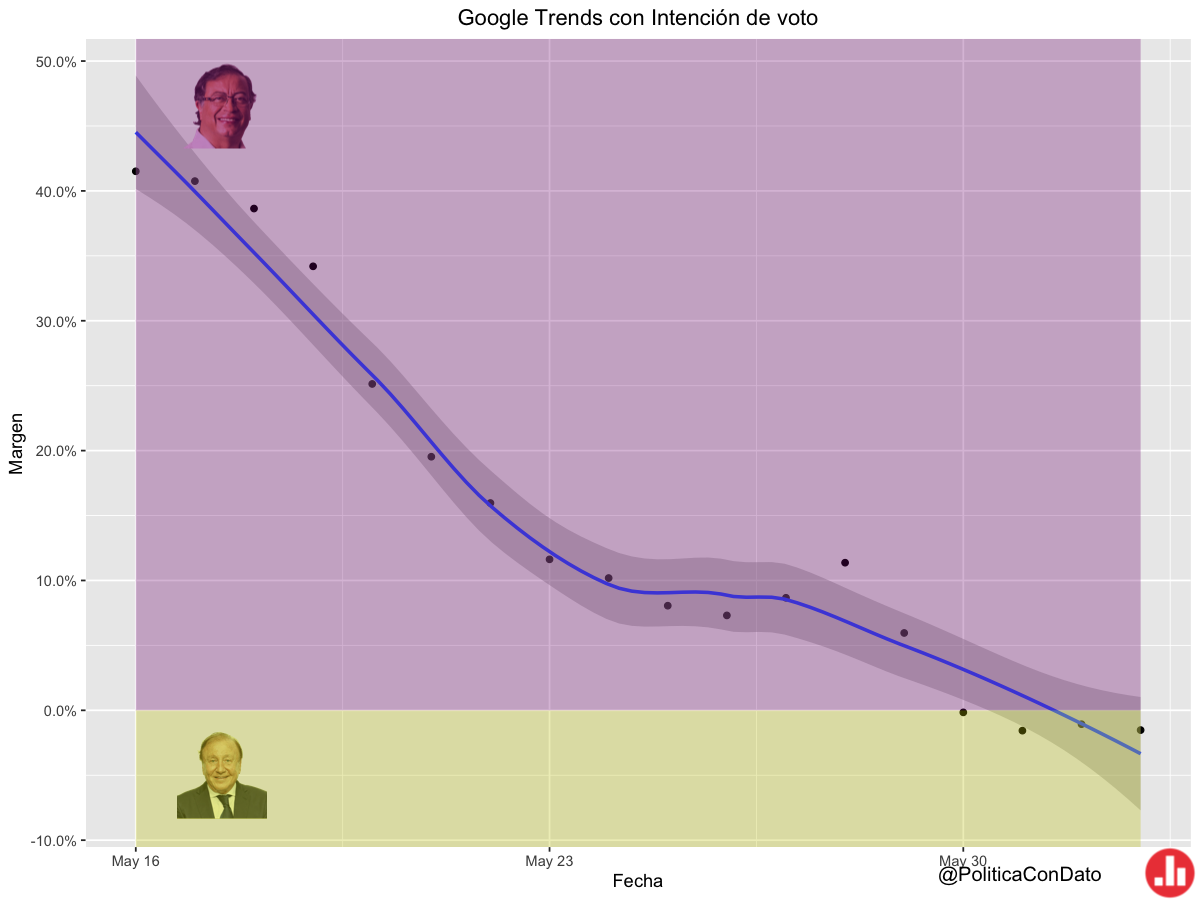 Google Trends con Intención de voto
50.0%
40.0%
30.0%
20.0%
10.0%
0.0%
-10.0%
Margen
May 16
May 23
May 30
Fecha
@PoliticaConDato